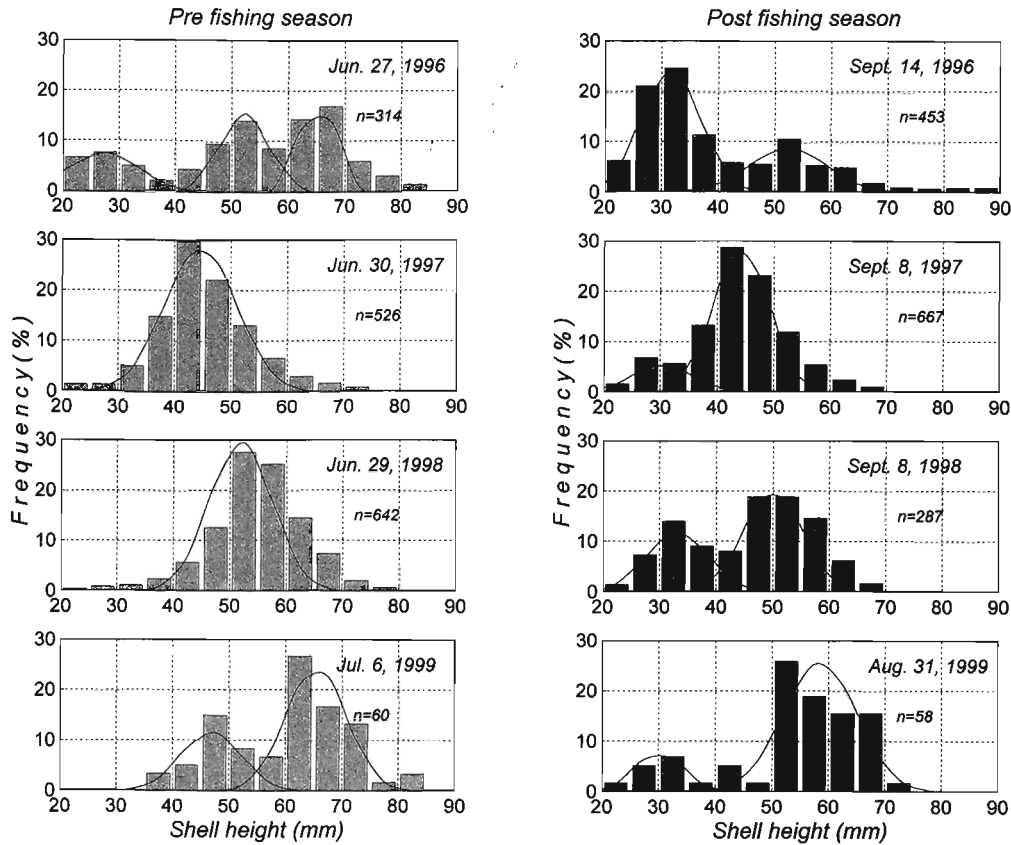 Pre fishing season
Post fishing season
30
20
10
0
Jun. 27, 1996
n=314
20 30 40 50 60 70 80 90
30
20
10
0
Sept. 14, 1996
n=453
20 30 40 50 60 70 80 90
30
20
10
0
Jun. 30, 1997
n=526
20 30 40 50 60 70 80 90
30
20
10
0
Sept. 8, 1997
n=667
20 30 40 50 60 70 80 90
Frequency (%)
Frequency (%)
30
20
10
0
Jun. 29, 1998
n=642
20 30 40 50 60 70 80 90
30
20
10
0
Sept. 8, 1998
n=287
20 30 40 50 60 70 80 90
30
20
10
0
Jul. 6, 1999
n=60
20 30 40 50 60 70 80 90
Shell height (mm)
30
20
10
0
Aug. 31, 1999
n=58
20 30 40 50 60 70 80 90
Shell height (mm)